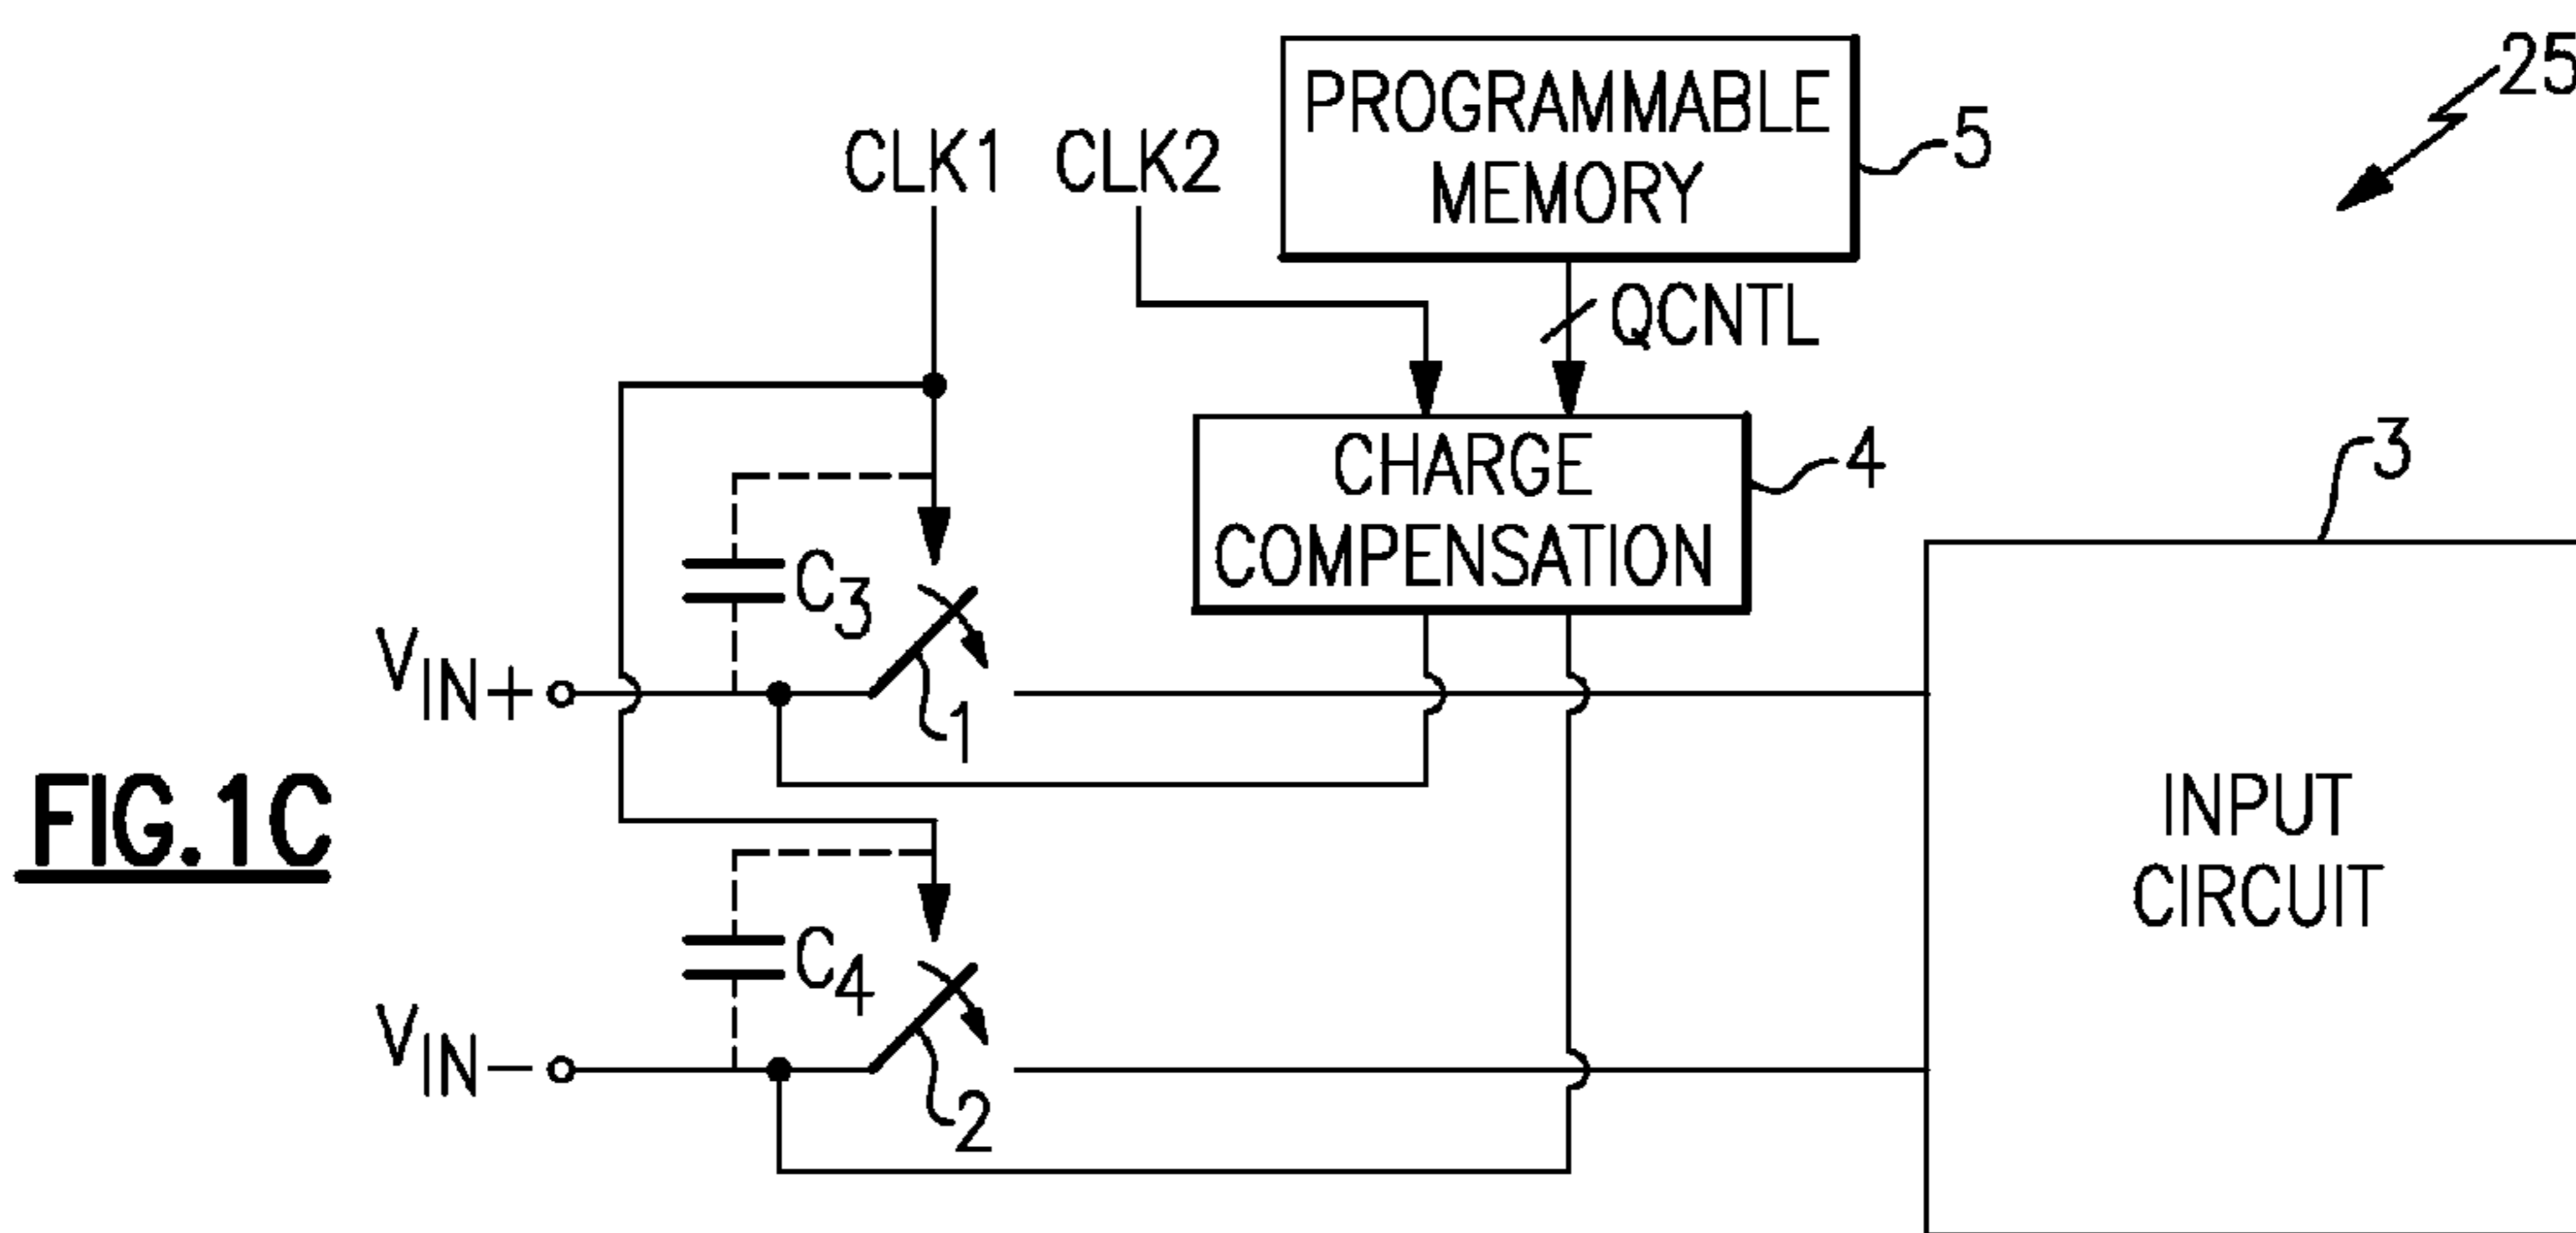 25
PROGRAMMABLE
MEMORY
5
CLK1
CLK2
QCNTL
CHARGE
COMPENSATION
4
3
C3
VIN+
1
INPUT
CIRCUIT
FIG.1C
C4
VIN-
2